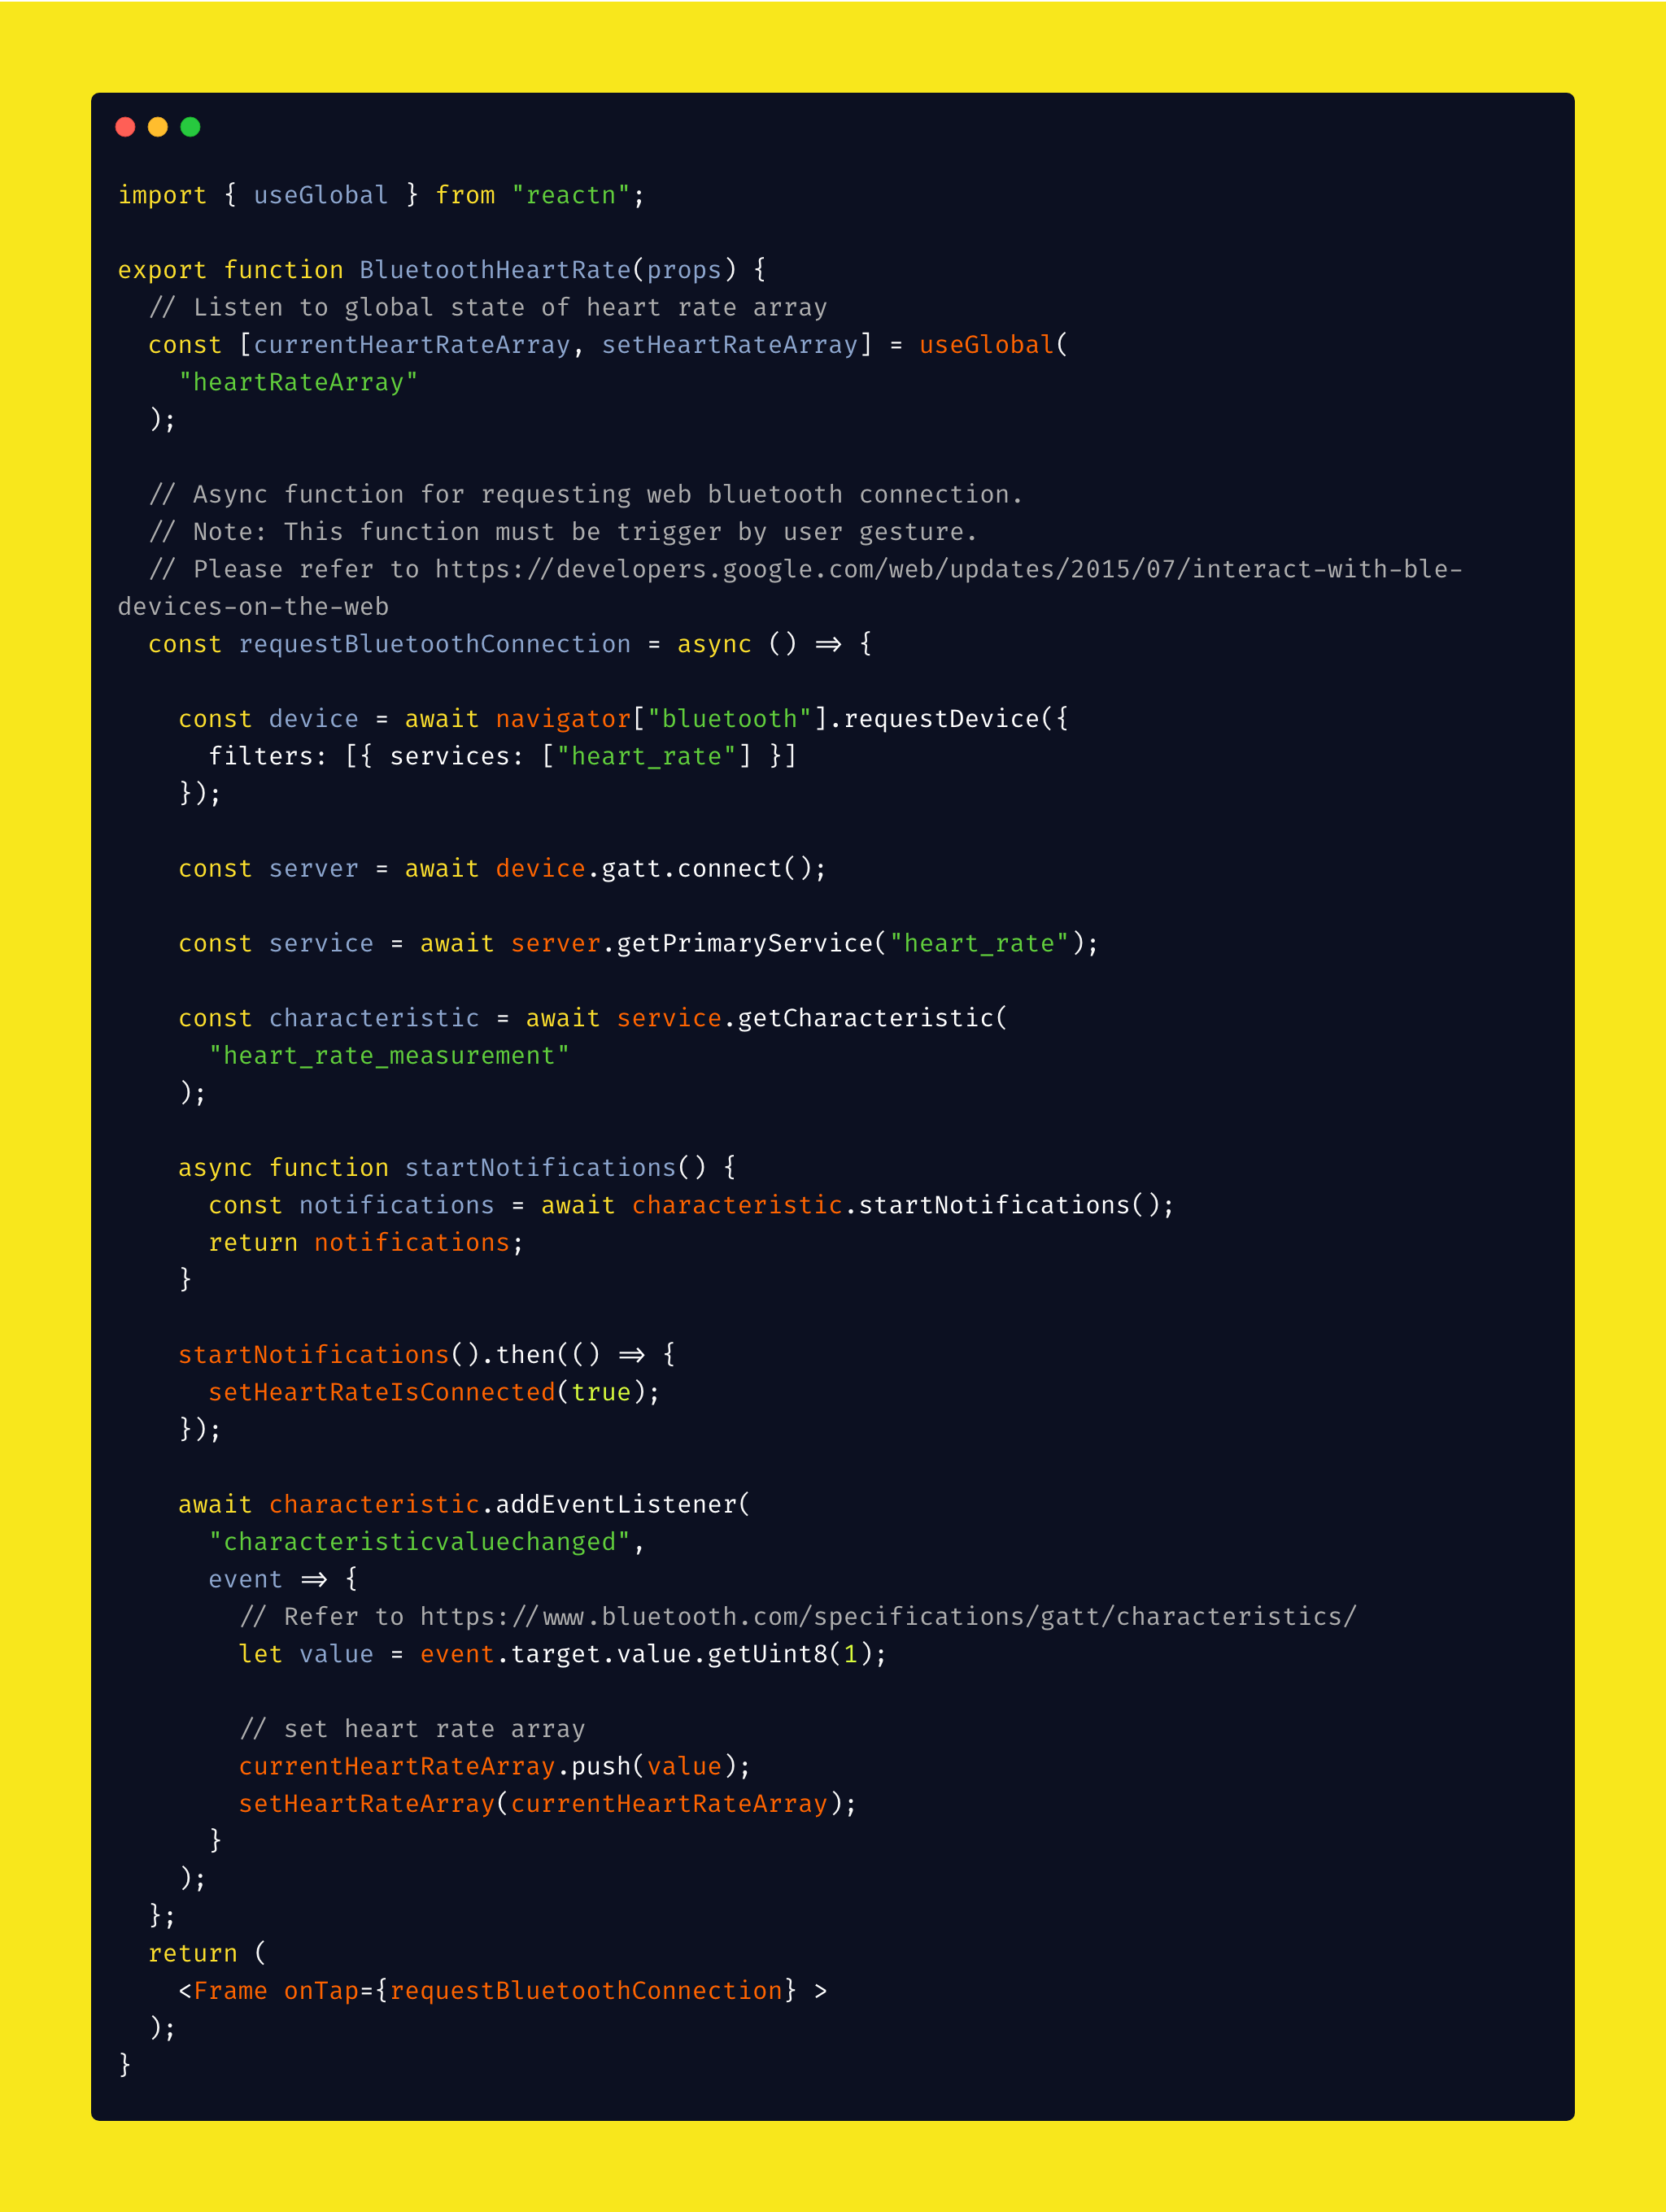 import { useGlobal } from "reactn";

export function BluetoothHeartRate(props) {
  // Listen to global state of heart rate array
  const [currentHeartRateArray, setHeartRateArray] = useGlobal(
    "heartRateArray"
  );

  // Async function for requesting web bluetooth connection.
  // Note: This function must be trigger by user gesture.
  // Please refer to https://developers.google.com/web/updates/2015/07/interact-with-ble-
devices-on-the-web
  const requestBluetoothConnection = async () => {

    const device = await navigator["bluetooth"].requestDevice({
      filters: [{ services: ["heart_rate"] }]
    });

    const server = await device.gatt.connect();

    const service = await server.getPrimaryService("heart_rate");

    const characteristic = await service.getCharacteristic(
      "heart_rate_measurement"
    );

    async function startNotifications() {
      const notifications = await characteristic.startNotifications();
      return notifications;
    }

    startNotifications().then(() => {
      setHeartRateIsConnected(true);
    });

    await characteristic.addEventListener(
      "characteristicvaluechanged",
      event => {
        // Refer to https://www.bluetooth.com/specifications/gatt/characteristics/
        let value = event.target.value.getUint8(1);

        // set heart rate array
        currentHeartRateArray.push(value);
        setHeartRateArray(currentHeartRateArray);
      }
    );
  };
  return (
    <Frame onTap={requestBluetoothConnection} >
  );
}